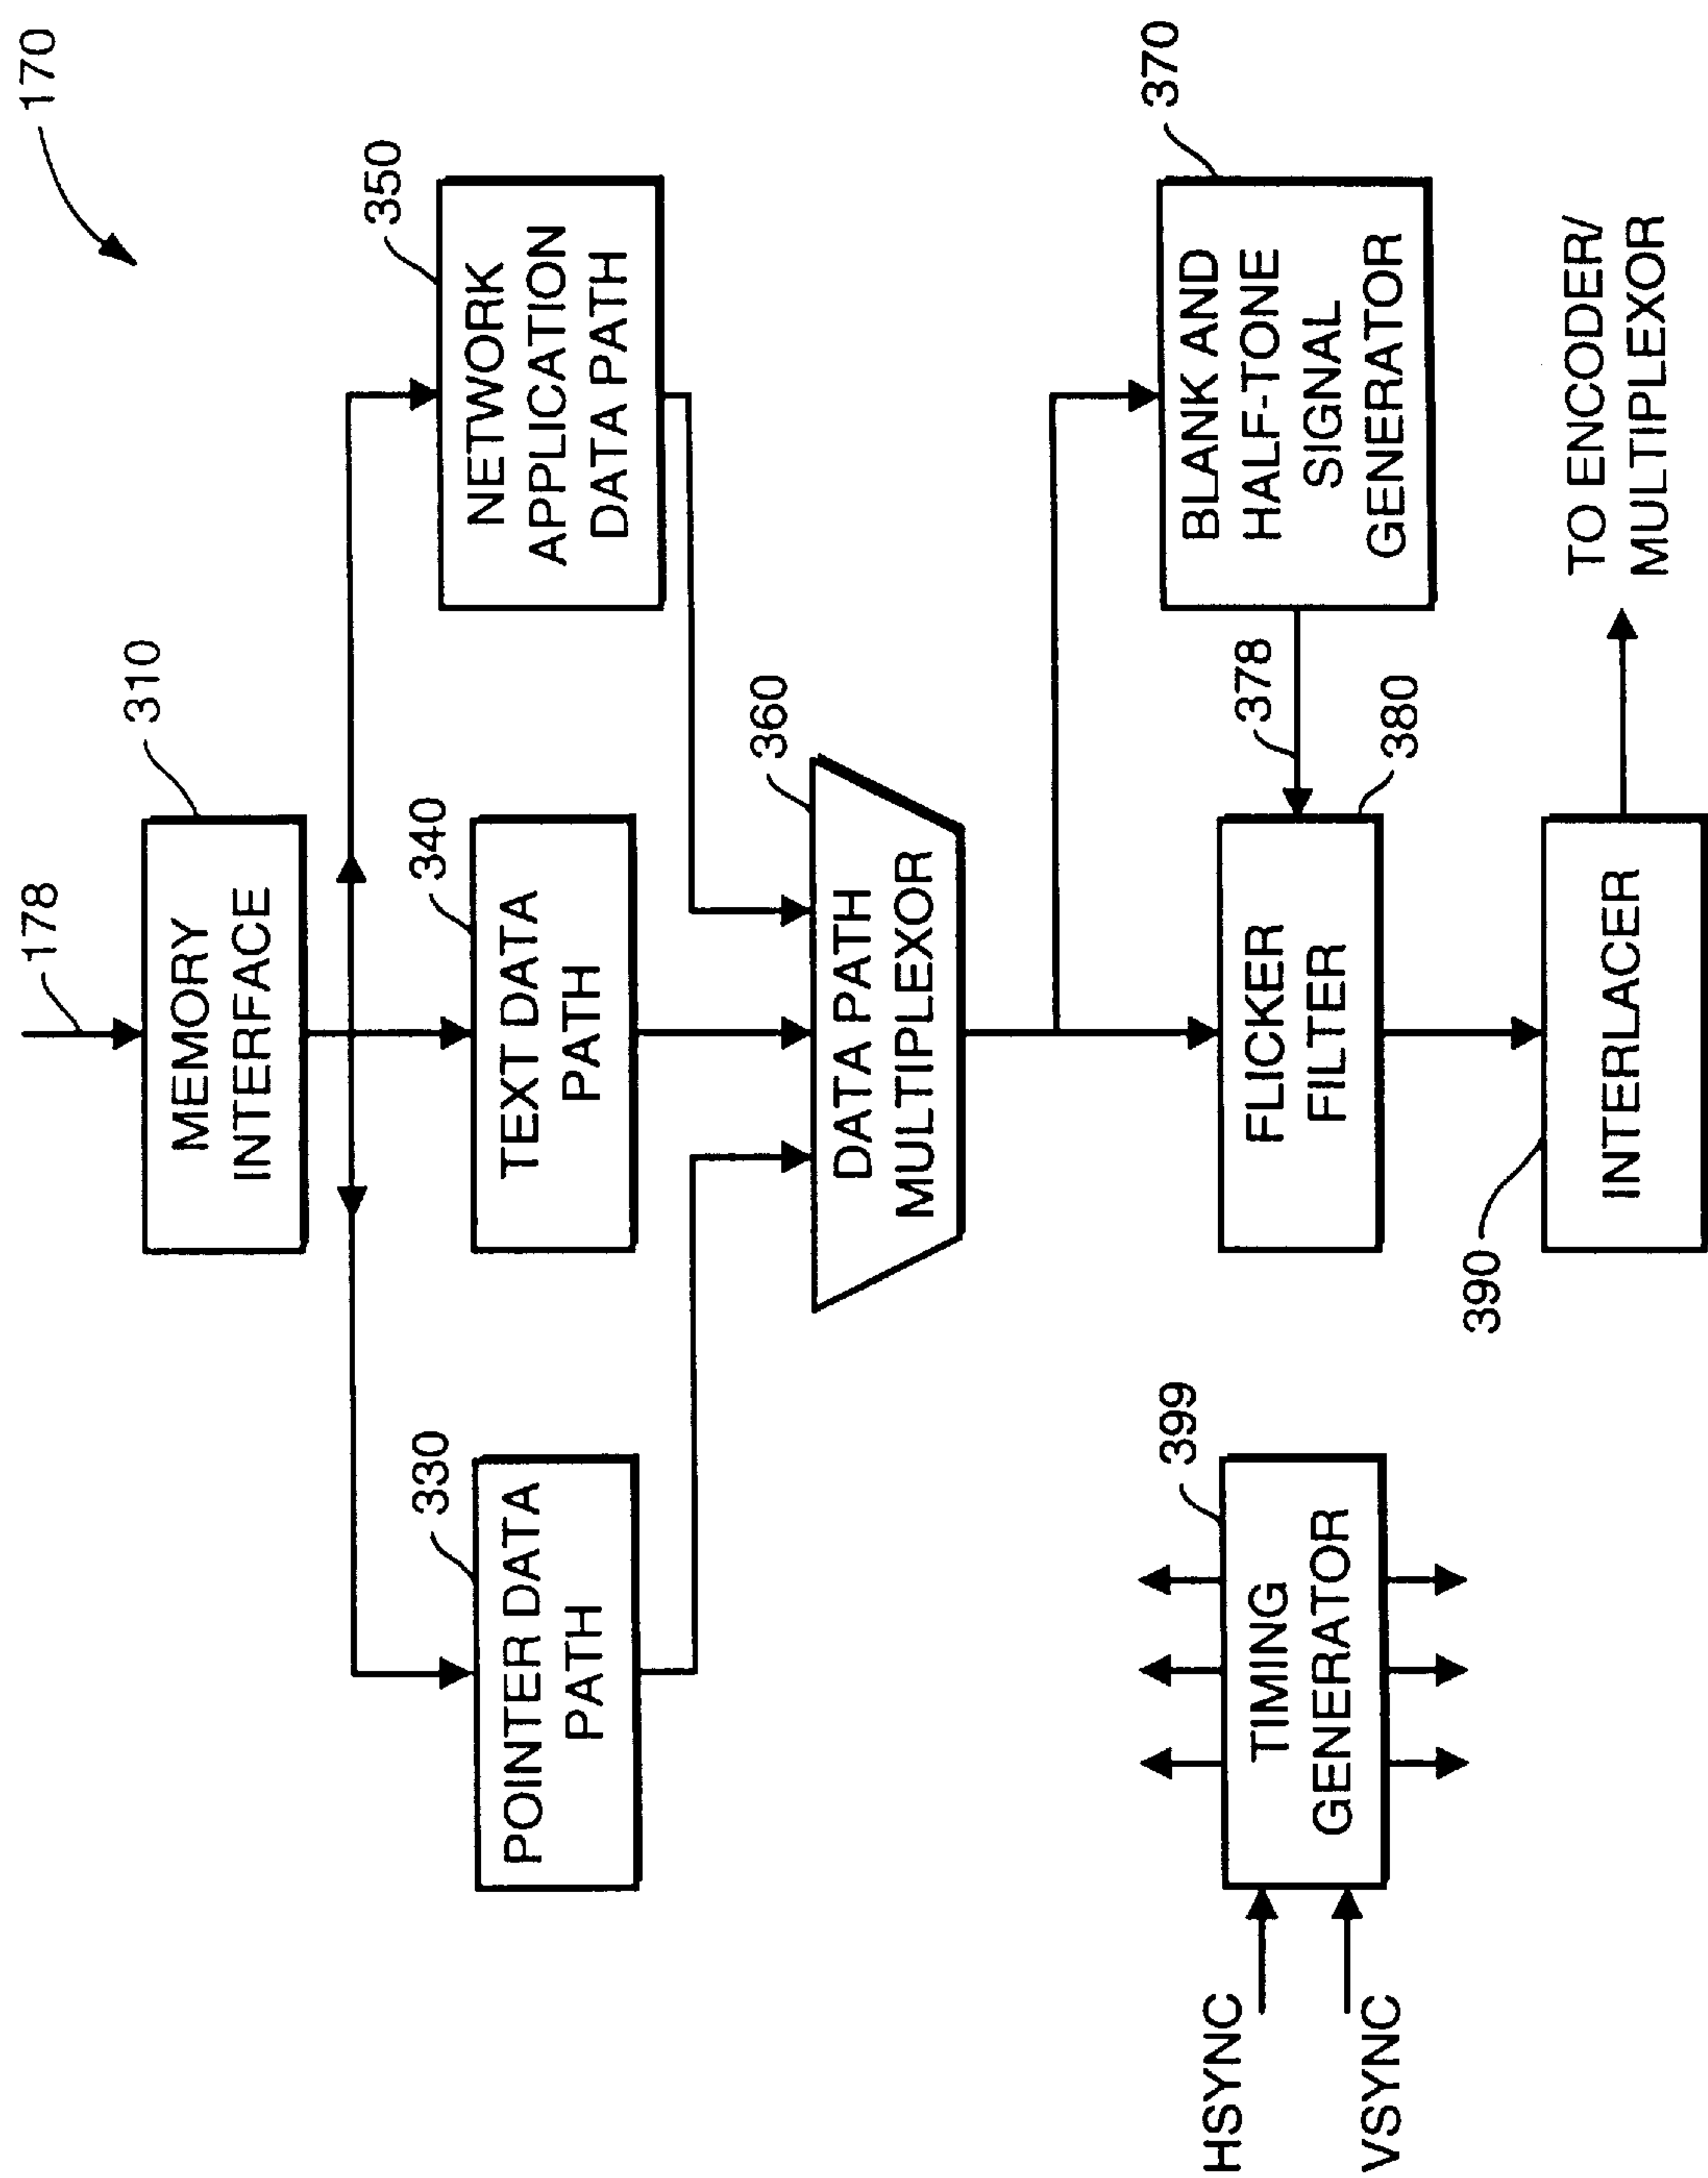 170
178
310
MEMORY
INTERFACE
330
POINTER DATA
PATH
340
TEXT DATA
PATH
350
NETWORK
APPLICATION
DATA PATH
360
DATA PATH
MULTIPLEXOR
370
BLANK AND
HALF-TONE
SIGNAL
GENERATOR
378
380
FLICKER
FILTER
399
TIMING
GENERATOR
HSYNC
VSYNC
390
INTERLACER
TO ENCODER/
MULTIPLEXOR